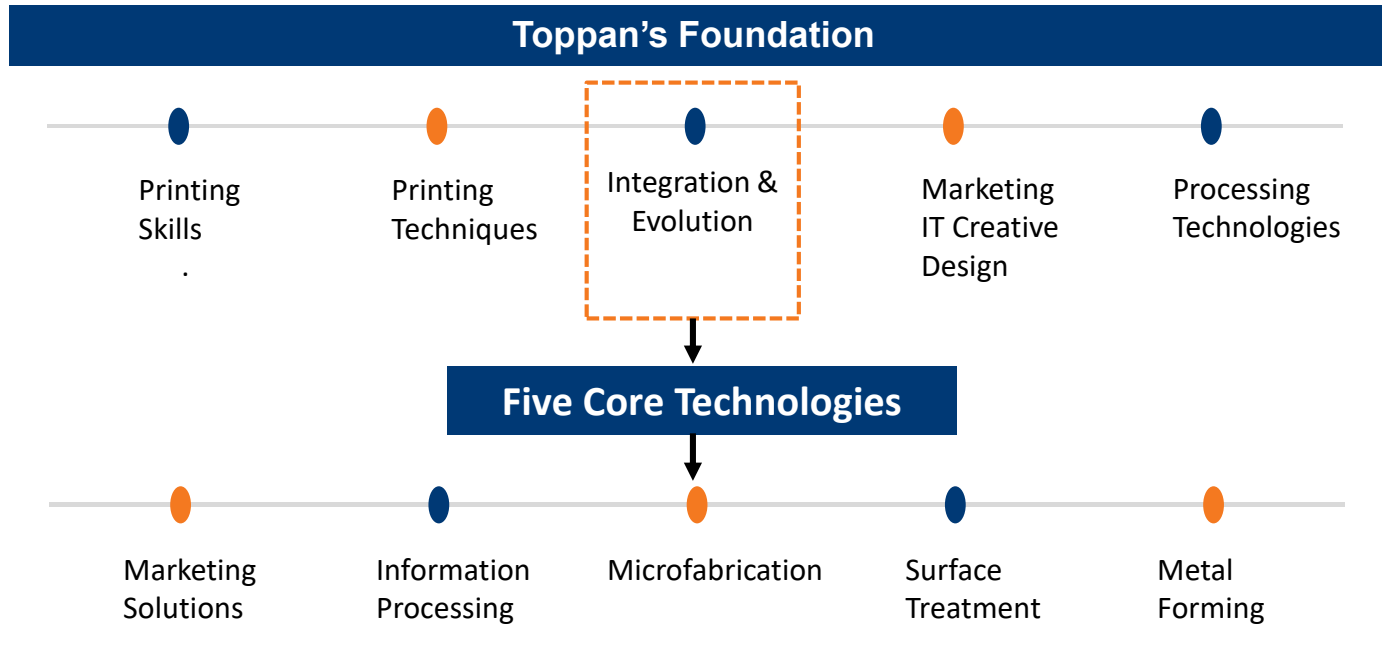 Toppan’s Foundation
Printing
Skills
.
Printing
Techniques
Integration &
Evolution
Marketing
IT Creative
Design
Processing
Technologies
Five Core Technologies
Marketing
Solutions
Information
Processing
Microfabrication
Surface
Treatment
Metal
Forming